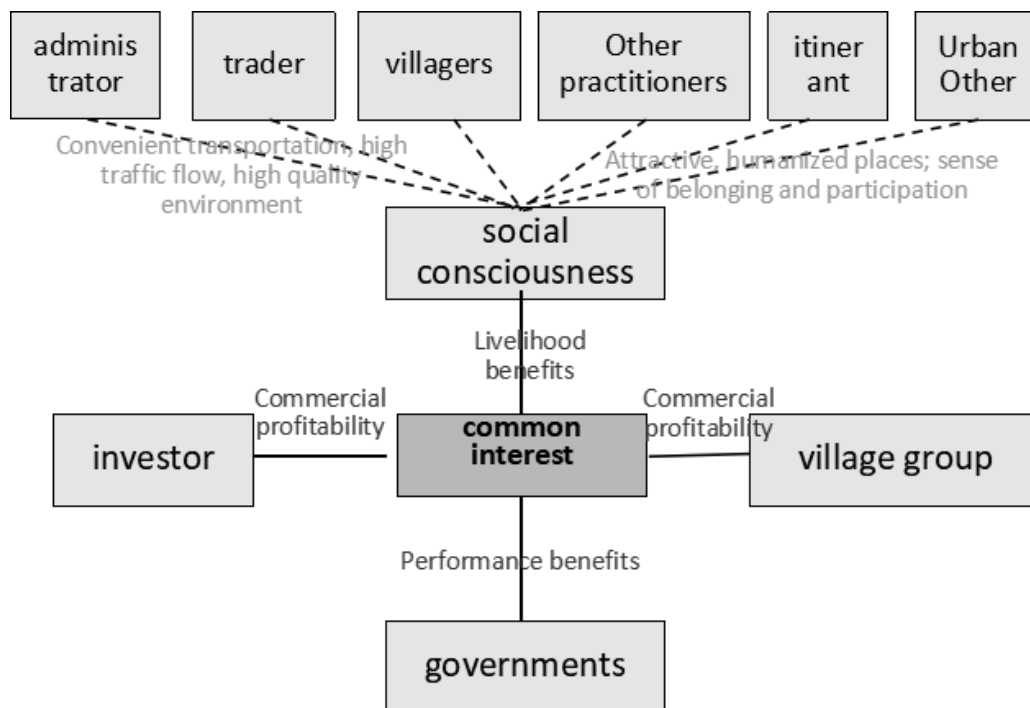 adminis
trator
trader
villagers
Other
practitioners
itiner
ant
Urban
Other
Convenient transportation, high
traffic flow, high quality
environment
Attractive, humanized places; sense
of belonging and participation
social
consciousness
Livelihood
benefits
Commercial
profitability
Commercial
profitability
investor
common
interest
village group
Performance benefits
governments